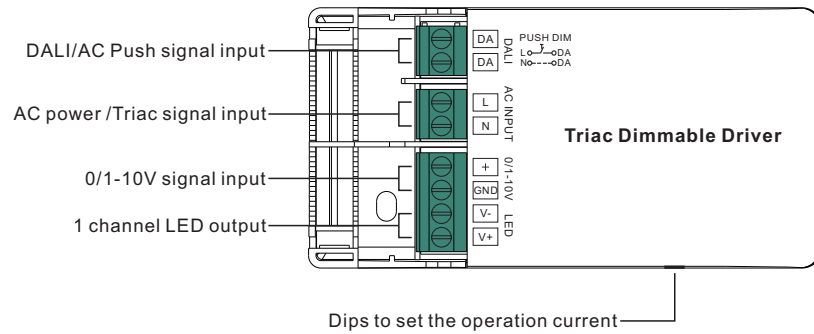 DALI/AC Push signal input
AC power /Triac signal input
0/1-10V signal input
1 channel LED output
DA
DA
DALI
PUSH DIM
L DA
N DA
L
N
AC INPUT
+
GND
0/1-10V
V-
V+
LED
Triac Dimmable Driver
Dips to set the operation current